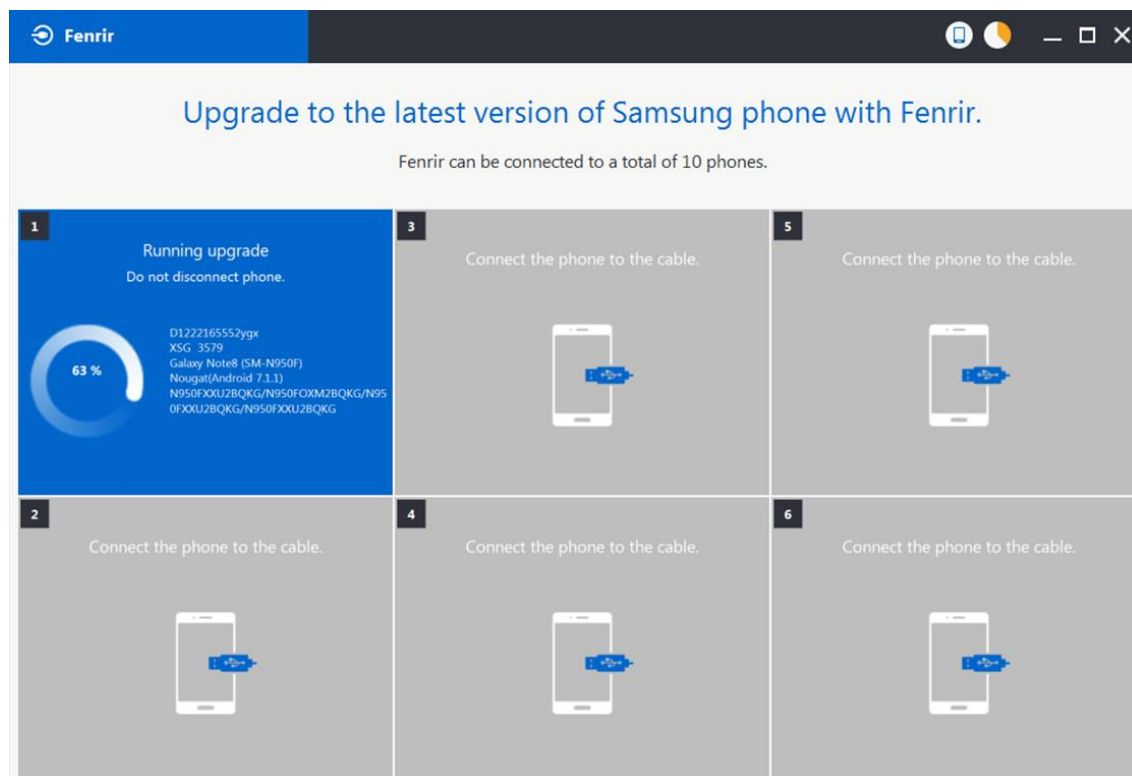 Fenrir
Upgrade to the latest version of Samsung phone with Fenrir.
Fenrir can be connected to a total of 10 phones.
1
Running upgrade
Do not disconnect phone.
63 %
D1222165552ygx
XSG 3579
Galaxy Note8 (SM-N950F)
Nougat(Android 7.1.1)
N950FXXU2BQKG/N950FOXM2BQKG/N95
0FXXU2BQKG/N950FXXU2BQKG
3
Connect the phone to the cable.
5
Connect the phone to the cable.
2
Connect the phone to the cable.
4
Connect the phone to the cable.
6
Connect the phone to the cable.